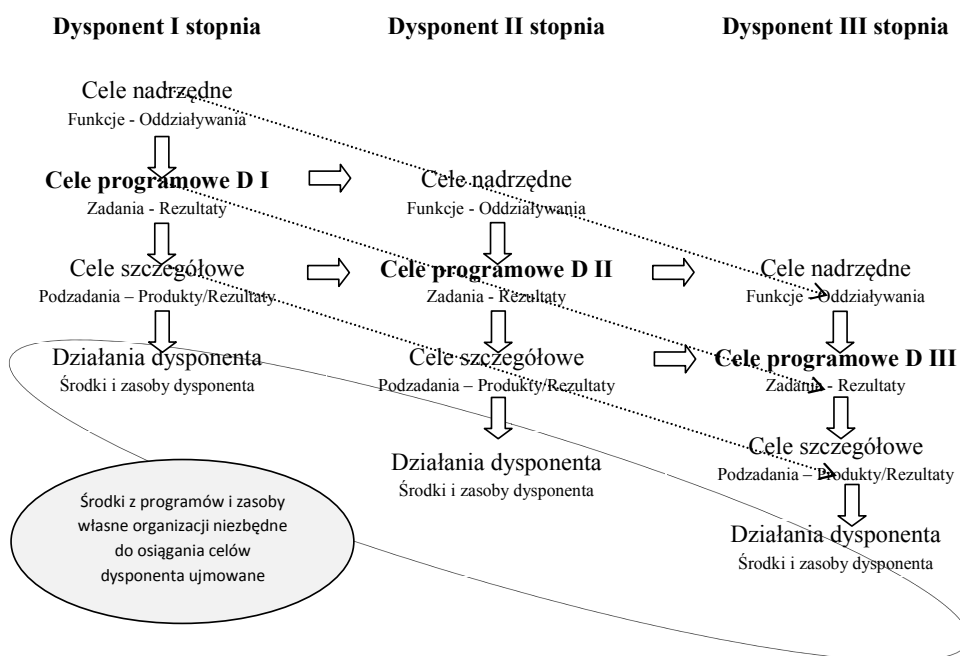 Dysponent I stopnia
Dysponent II stopnia
Dysponent III stopnia
Cele nadrzędne
Funkcje - Oddziaływania
Cele programowe D I
Zadania - Rezultaty
Cele szczegółowe
Podzadania – Produkty/Rezultaty
Działania dysponenta
Środki i zasoby dysponenta
Cele nadrzędne
Funkcje - Oddziaływania
Cele programowe D II
Zadania - Rezultaty
Cele szczegółowe
Podzadania – Produkty/Rezultaty
Działania dysponenta
Środki i zasoby dysponenta
Cele nadrzędne
Funkcje - Oddziaływania
Cele programowe D III
Zadania - Rezultaty
Cele szczegółowe
Podzadania – Produkty/Rezultaty
Działania dysponenta
Środki i zasoby dysponenta
Środki z programów i zasoby
własne organizacji niezbędne
do osiągania celów
dysponenta ujmowane